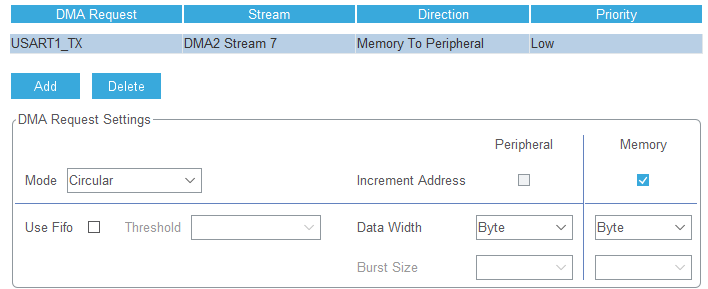 DMA Request Stream Direction Priority
USART1_TX DMA2 Stream 7 Memory To Peripheral Low
Add Delete
DMA Request Settings
Peripheral Memory
Mode Circular Increment Address
Use Fifo Threshold Data Width Byte Byte
Burst Size